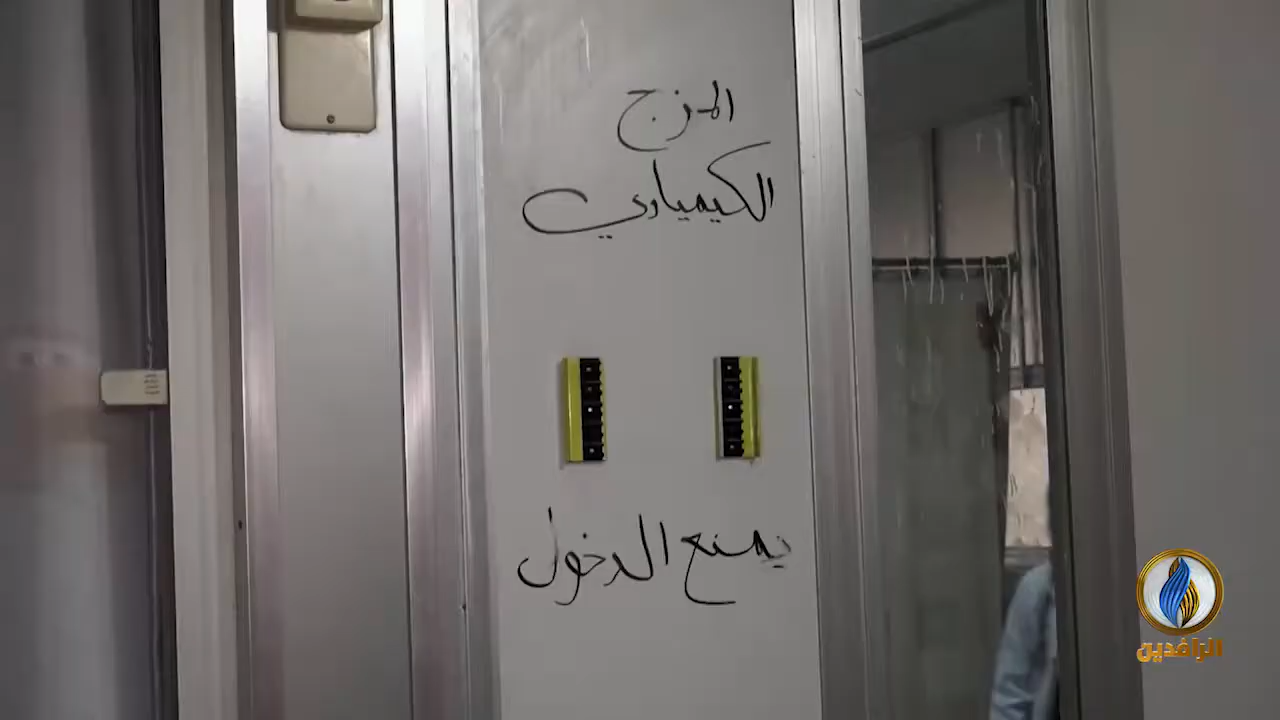 المزج
الكيمياوي
يمنع الدخول
الرافدين